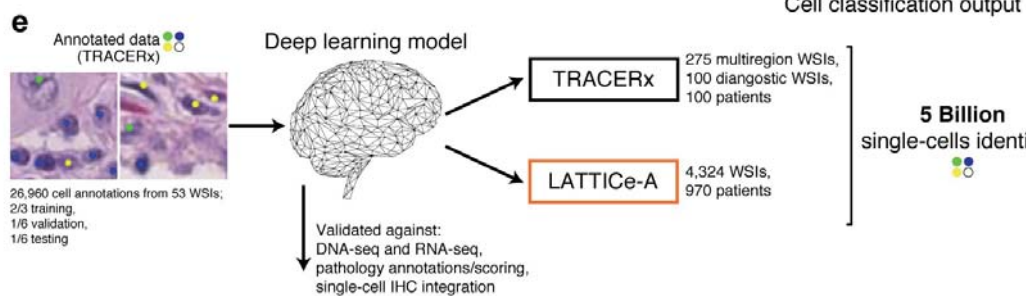 Cell classification output
e
Annotated data
(TRACERx)
26,960 cell annotations from 53 WSIs;
2/3 training,
1/6 validation,
1/6 testing
Deep learning model
Validated against:
DNA-seq and RNA-seq,
pathology annotations/scoring,
single-cell IHC integration
TRACERx
275 multiregion WSIs,
100 diangostic WSIs,
100 patients
LATTICe-A
4,324 WSIs,
970 patients
5 Billion
single-cells identi